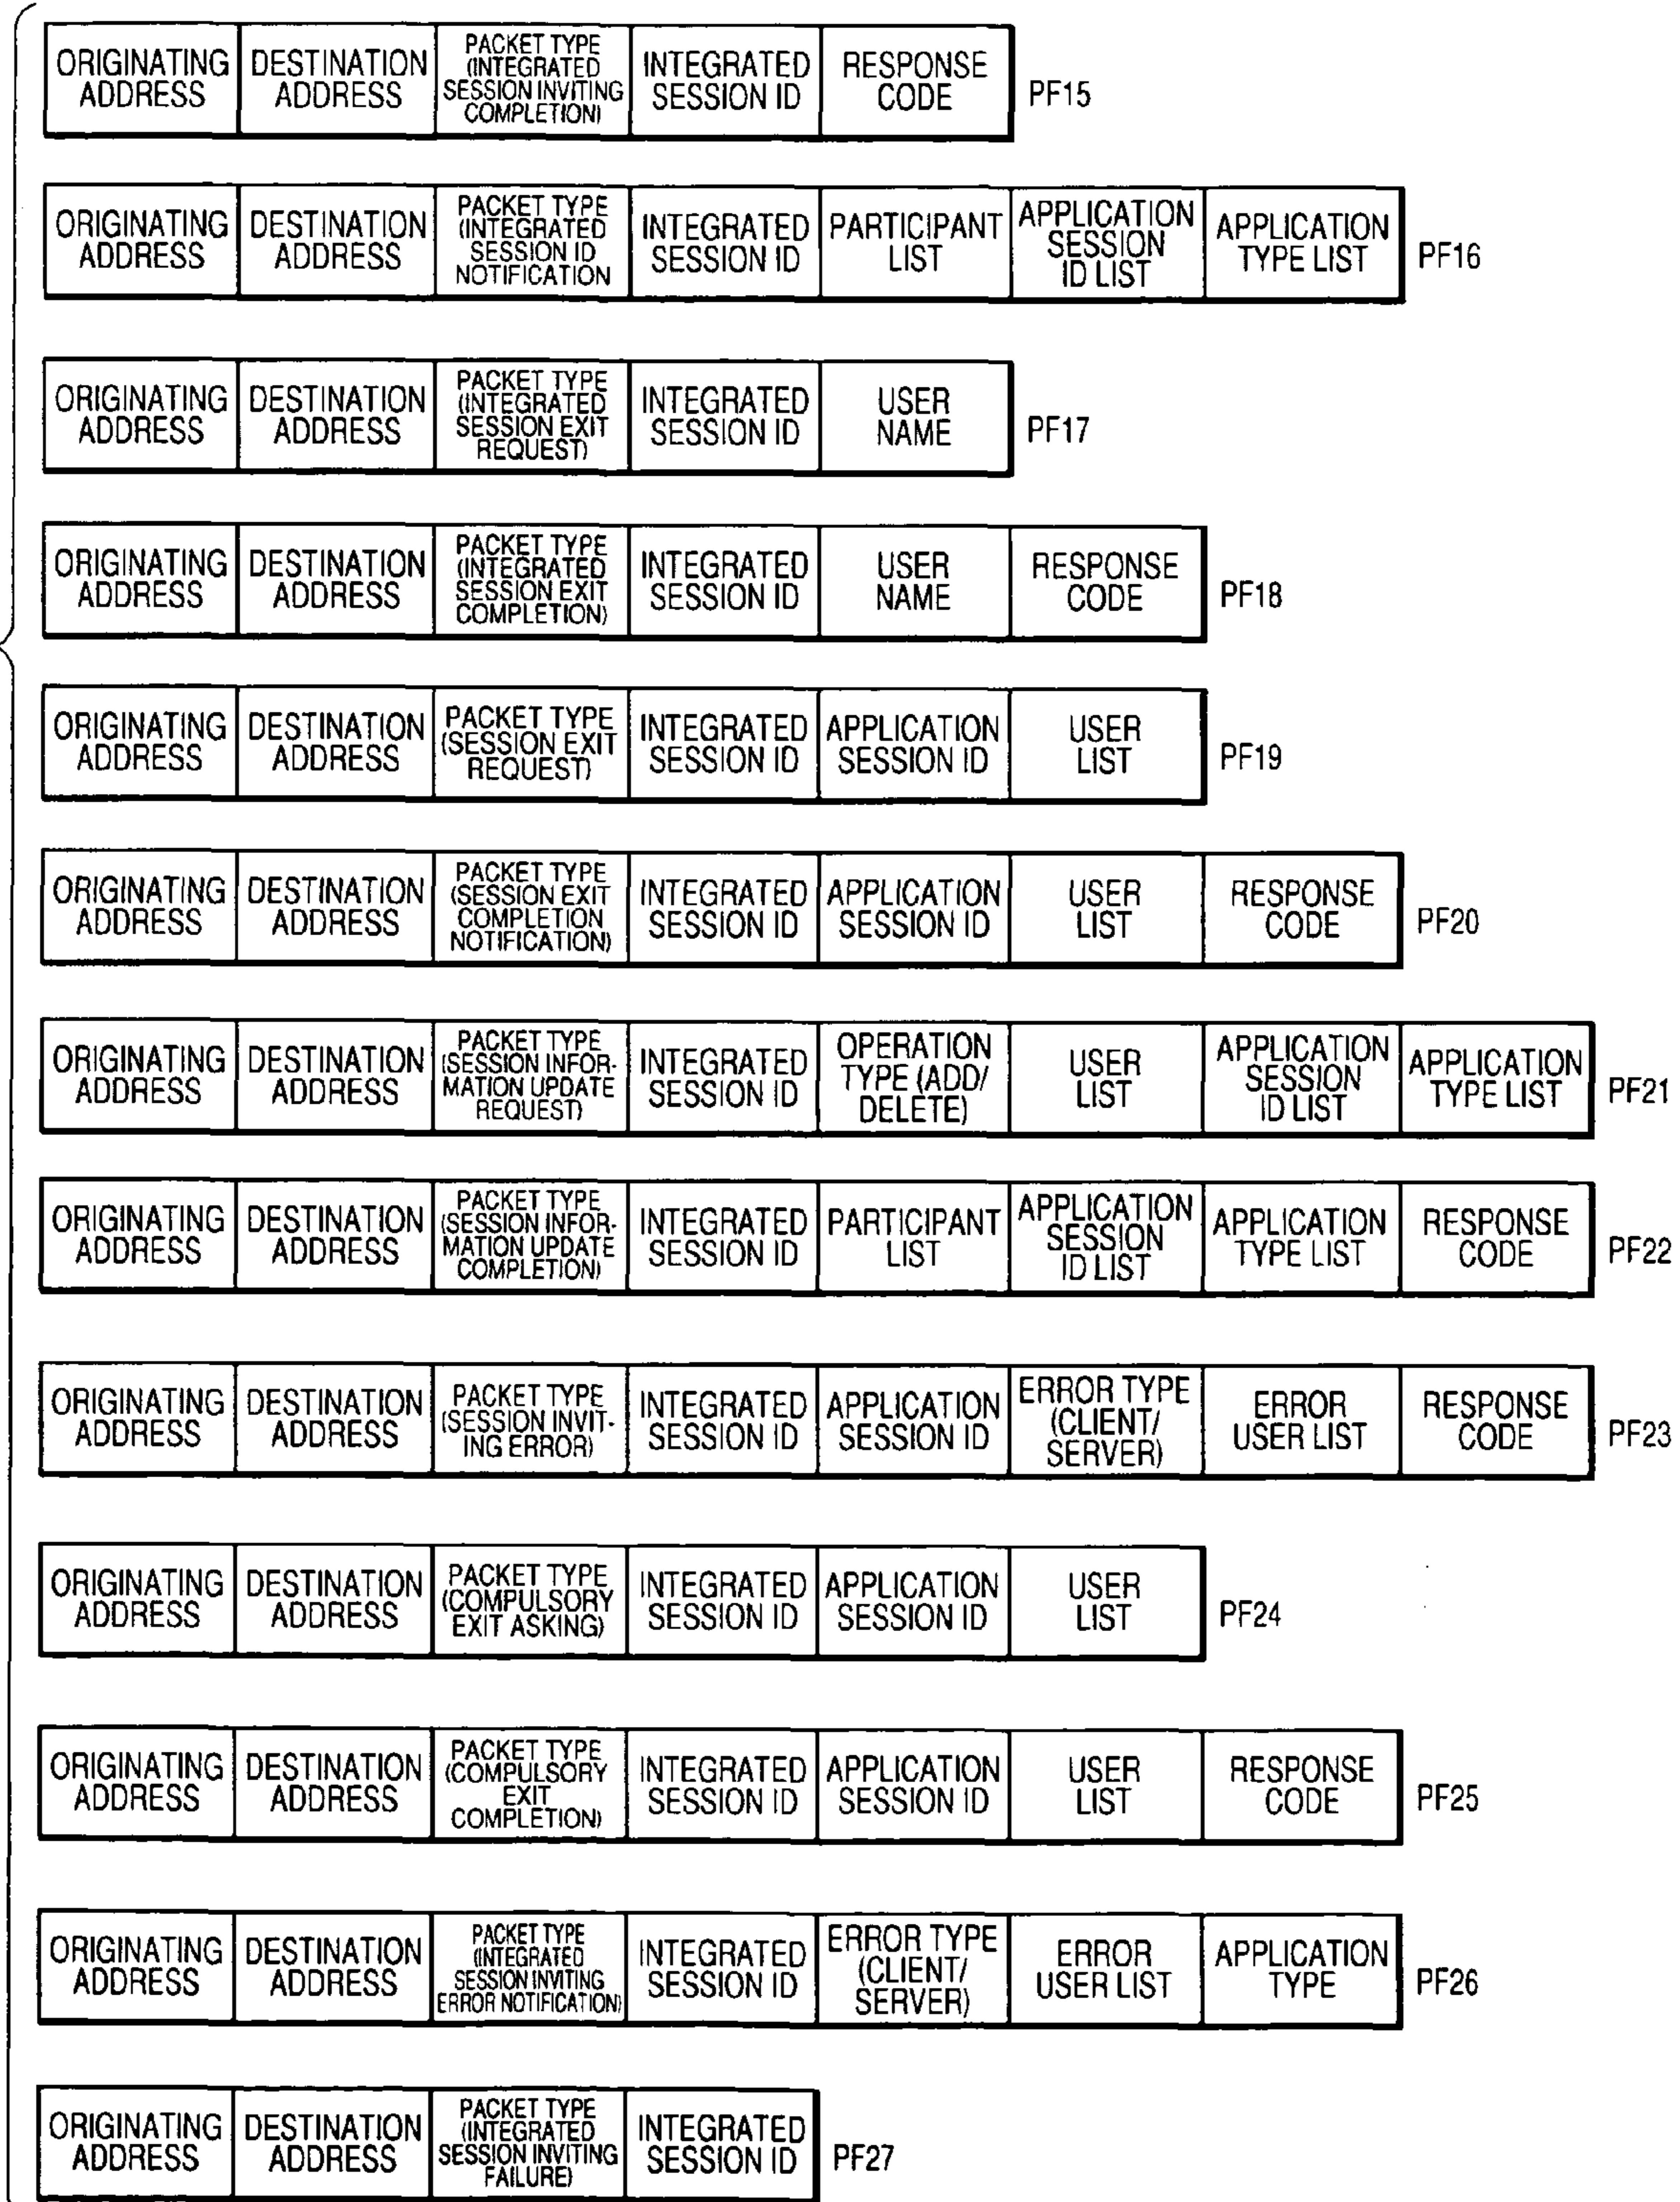 ORIGINATING ADDRESS DESTINATION ADDRESS PACKET TYPE (INTEGRATED SESSION INVITING COMPLETION) INTEGRATED SESSION ID RESPONSE CODE PF15
ORIGINATING ADDRESS DESTINATION ADDRESS PACKET TYPE (INTEGRATED SESSION ID NOTIFICATION INTEGRATED SESSION ID PARTICIPANT LIST APPLICATION SESSION ID LIST APPLICATION TYPE LIST PF16
ORIGINATING ADDRESS DESTINATION ADDRESS PACKET TYPE (INTEGRATED SESSION EXIT REQUEST) INTEGRATED SESSION ID USER NAME PF17
ORIGINATING ADDRESS DESTINATION ADDRESS PACKET TYPE (INTEGRATED SESSION EXIT COMPLETION) INTEGRATED SESSION ID USER NAME RESPONSE CODE PF18
ORIGINATING ADDRESS DESTINATION ADDRESS PACKET TYPE (SESSION EXIT REQUEST) INTEGRATED SESSION ID APPLICATION SESSION ID USER LIST PF19
ORIGINATING ADDRESS DESTINATION ADDRESS PACKET TYPE (SESSION EXIT COMPLETION NOTIFICATION) INTEGRATED SESSION ID APPLICATION SESSION ID USER LIST RESPONSE CODE PF20
ORIGINATING ADDRESS DESTINATION ADDRESS PACKET TYPE (SESSION INFOR- MATION UPDATE REQUEST) INTEGRATED SESSION ID OPERATION TYPE (ADD/ DELETE) USER LIST APPLICATION SESSION ID LIST APPLICATION TYPE LIST PF21
ORIGINATING ADDRESS DESTINATION ADDRESS PACKET TYPE (SESSION INFOR- MATION UPDATE COMPLETION) INTEGRATED SESSION ID PARTICIPANT LIST APPLICATION SESSION ID LIST APPLICATION TYPE LIST RESPONSE CODE PF22
ORIGINATING ADDRESS DESTINATION ADDRESS PACKET TYPE (SESSION INVIT- ING ERROR) INTEGRATED SESSION ID APPLICATION SESSION ID ERROR TYPE (CLIENT/ SERVER) ERROR USER LIST RESPONSE CODE PF23
ORIGINATING ADDRESS DESTINATION ADDRESS PACKET TYPE (COMPULSORY EXIT ASKING) INTEGRATED SESSION ID APPLICATION SESSION ID USER LIST PF24
ORIGINATING ADDRESS DESTINATION ADDRESS PACKET TYPE (COMPULSORY EXIT COMPLETION) INTEGRATED SESSION ID APPLICATION SESSION ID USER LIST RESPONSE CODE PF25
ORIGINATING ADDRESS DESTINATION ADDRESS PACKET TYPE (INTEGRATED SESSION INVITING ERROR NOTIFICATION) INTEGRATED SESSION ID ERROR TYPE (CLIENT/ SERVER) ERROR USER LIST APPLICATION TYPE PF26
ORIGINATING ADDRESS DESTINATION ADDRESS PACKET TYPE (INTEGRATED SESSION INVITING FAILURE) INTEGRATED SESSION ID PF27